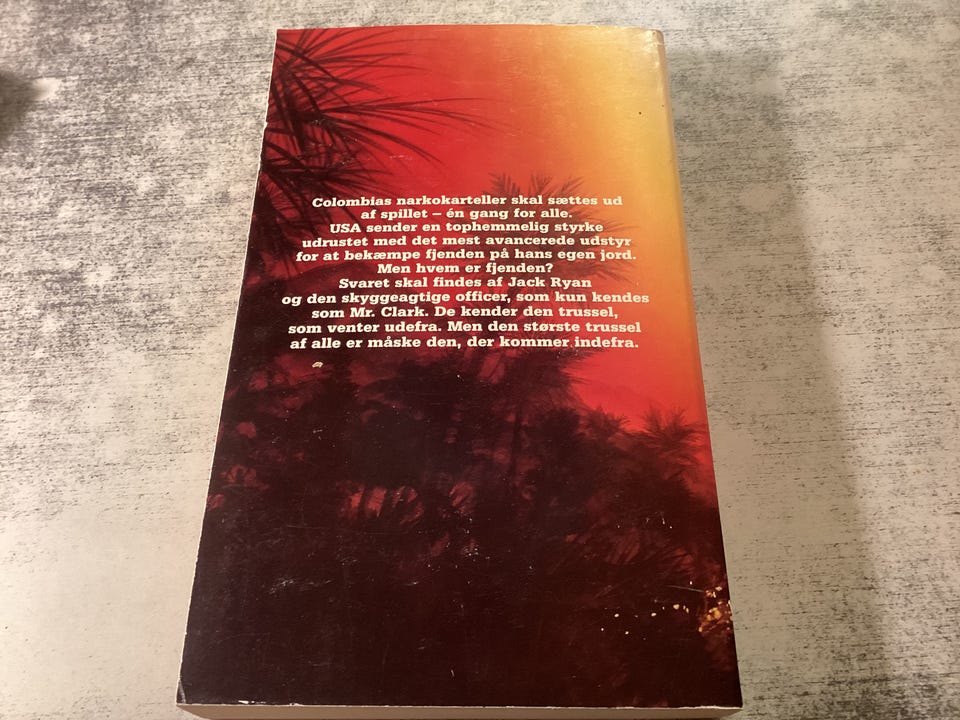 Colombias narkokarteller skal sættes ud
af spillet – én gang for alle.
USA sender en tophemmelig styrke
udrustet med det mest avancerede udstyr
for at bekæmpe fjenden på hans egen jord.
Men hvem er fjenden?
Svaret skal findes af Jack Ryan
og den skyggeagtige officer, som kun kendes
som Mr. Clark. De kender den trussel,
som venter udefra. Men den største trussel
af alle er måske den, der kommer indefra.